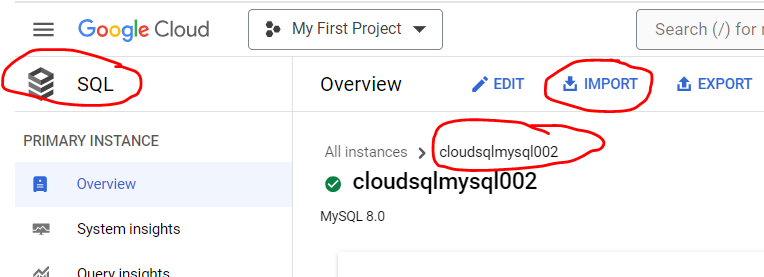 Google Cloud
My First Project
Search (/) for r
SQL
Overview
EDIT
IMPORT
EXPORT
PRIMARY INSTANCE
All instances > cloudsqlmysql002
Overview
cloudsqlmysql002
MySQL 8.0
System insights
Query insights